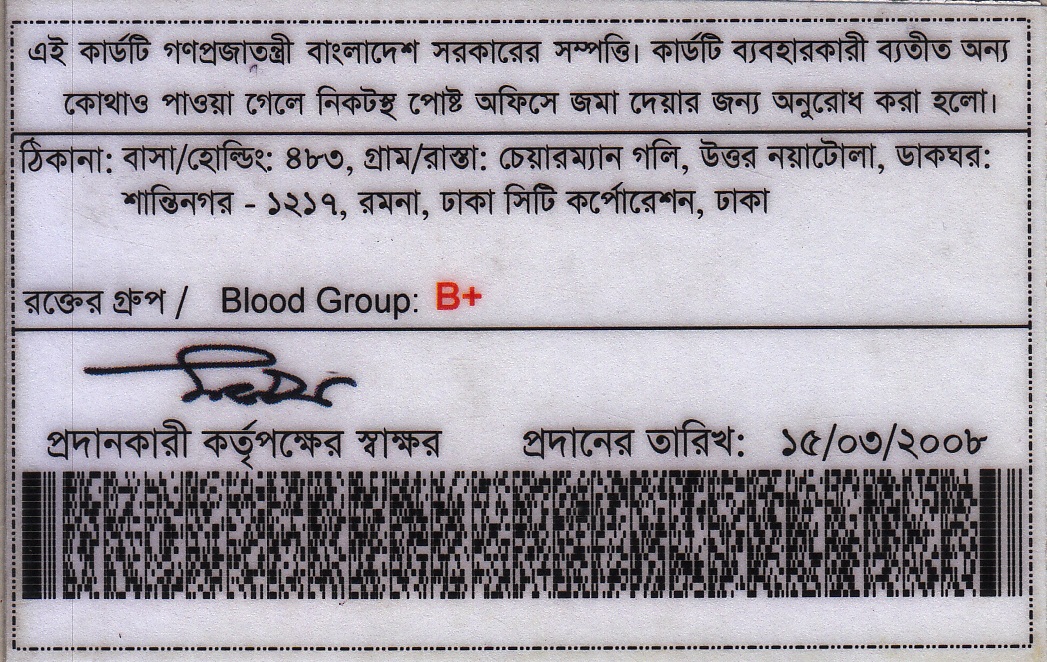 এই কার্ডটি গণপ্রজাতন্ত্রী বাংলাদেশ সরকারের সম্পত্তি। কার্ডটি ব্যবহারকারী ব্যতীত অন্য
কোথাও পাওয়া গেলে নিকটস্থ পোষ্ট অফিসে জমা দেয়ার জন্য অনুরোধ করা হলো।
ঠিকানা: বাসা/হোল্ডিং: ৪৮৩, গ্রাম/রাস্তা: চেয়ারম্যান গলি, উত্তর নয়াটোলা, ডাকঘর:
শান্তিনগর - ১২১৭, রমনা, ঢাকা সিটি কর্পোরেশন, ঢাকা
রক্তের গ্রুপ / Blood Group: B+
প্রদানকারী কর্তৃপক্ষের স্বাক্ষর প্রদানের তারিখ: ১৫/০৩/২০০৮